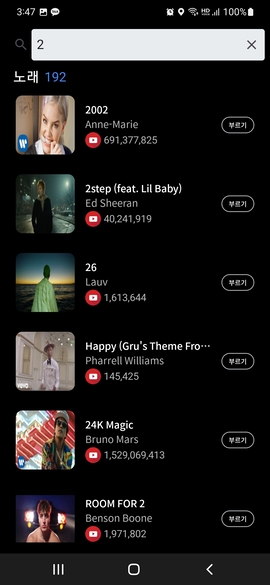 3:47 100%
2
노래 192
2002
Anne-Marie
691,377,825
부르기
2step (feat. Lil Baby)
Ed Sheeran
40,241,919
부르기
26
Lauv
1,613,644
부르기
Happy (Gru's Theme Fro…
Pharrell Williams
145,425
부르기
24K Magic
Bruno Mars
1,529,069,413
부르기
ROOM FOR 2
Benson Boone
1,971,802
부르기